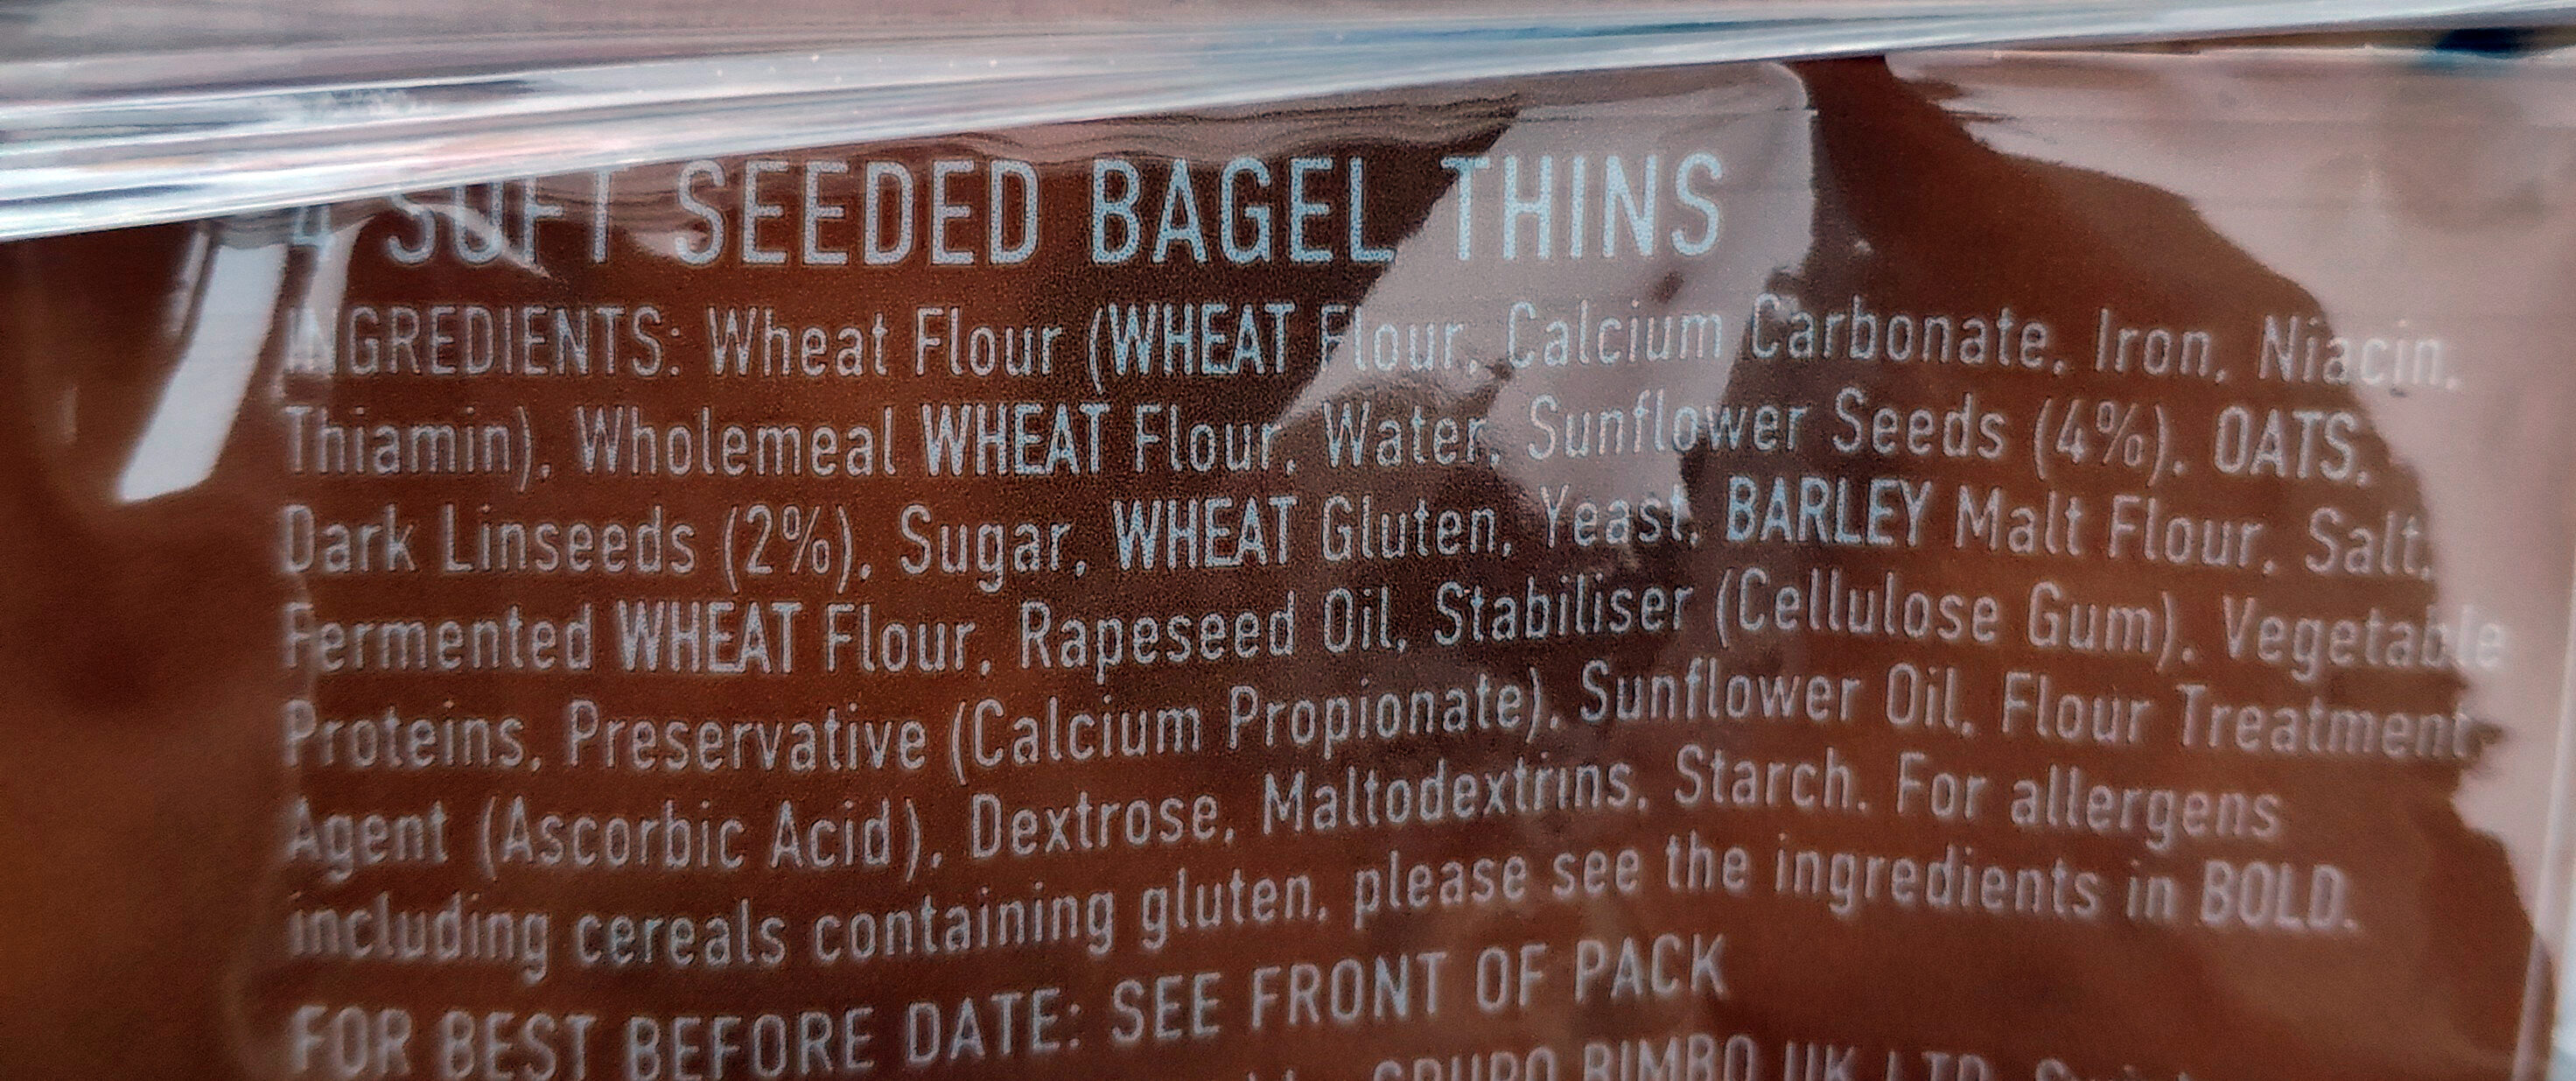 4 SOFT SEEDED BAGEL THINS
INGREDIENTS: Wheat Flour (WHEAT Flour, Calcium Carbonate, Iron, Niacin,
Thiamin), Wholemeal WHEAT Flour, Water, Sunflower Seeds (4%), OATS,
Dark Linseeds (2%), Sugar, WHEAT Gluten, Yeast, BARLEY Malt Flour, Salt,
Fermented WHEAT Flour, Rapeseed Oil, Stabiliser (Cellulose Gum), Vegetable
Proteins, Preservative (Calcium Propionate), Sunflower Oil, Flour Treatment
Agent (Ascorbic Acid), Dextrose, Maltodextrins, Starch. For allergens
including cereals containing gluten, please see the ingredients in BOLD.
FOR BEST BEFORE DATE: SEE FRONT OF PACK
GRUPO BIMBO UK LTD